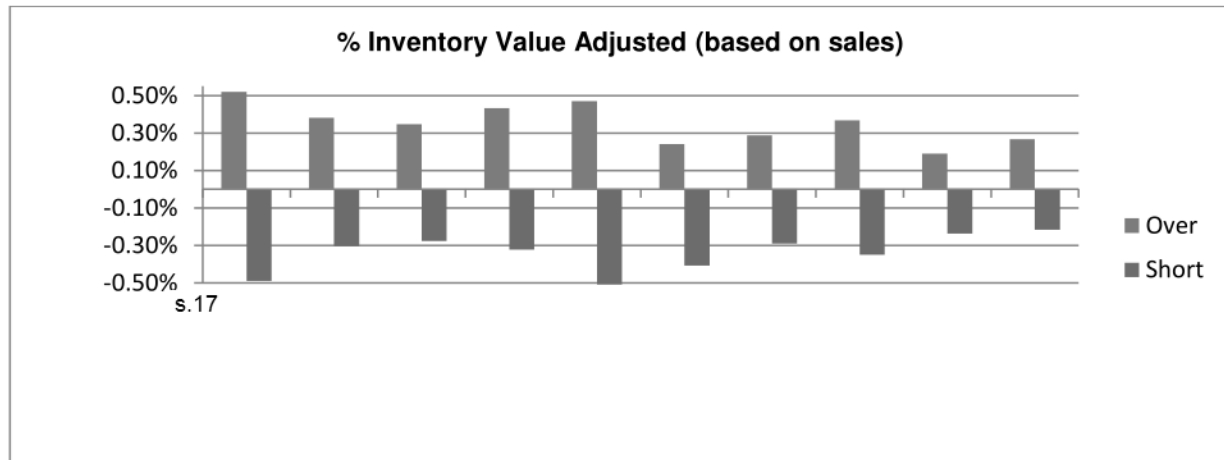 % Inventory Value Adjusted (based on sales)
0.50%
0.30%
0.10%
-0.10%
-0.30%
-0.50%
s.17
Over
Short